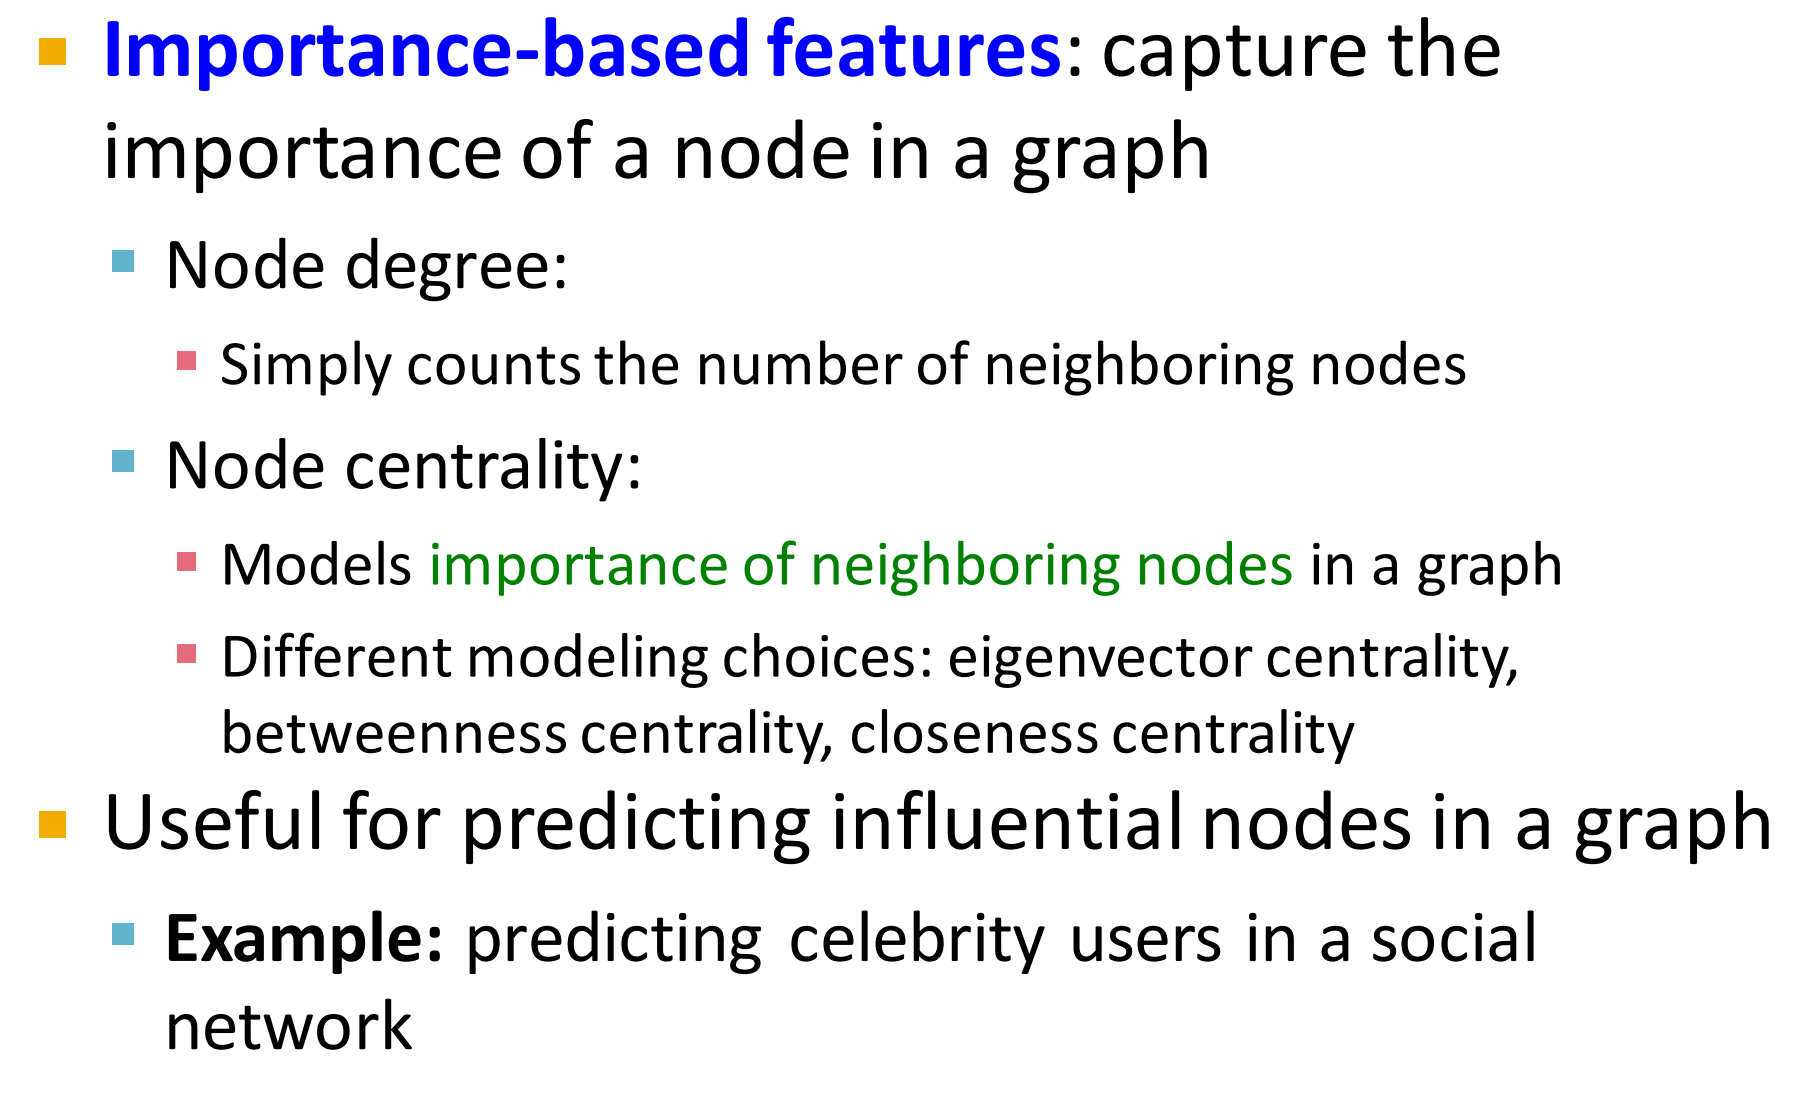 Importance-based features: capture the
importance of a node in a graph
Node degree:
Simply counts the number of neighboring nodes
Node centrality:
Models importance of neighboring nodes in a graph
Different modeling choices: eigenvector centrality,
betweenness centrality, closeness centrality
Useful for predicting influential nodes in a graph
Example: predicting celebrity users in a social
network